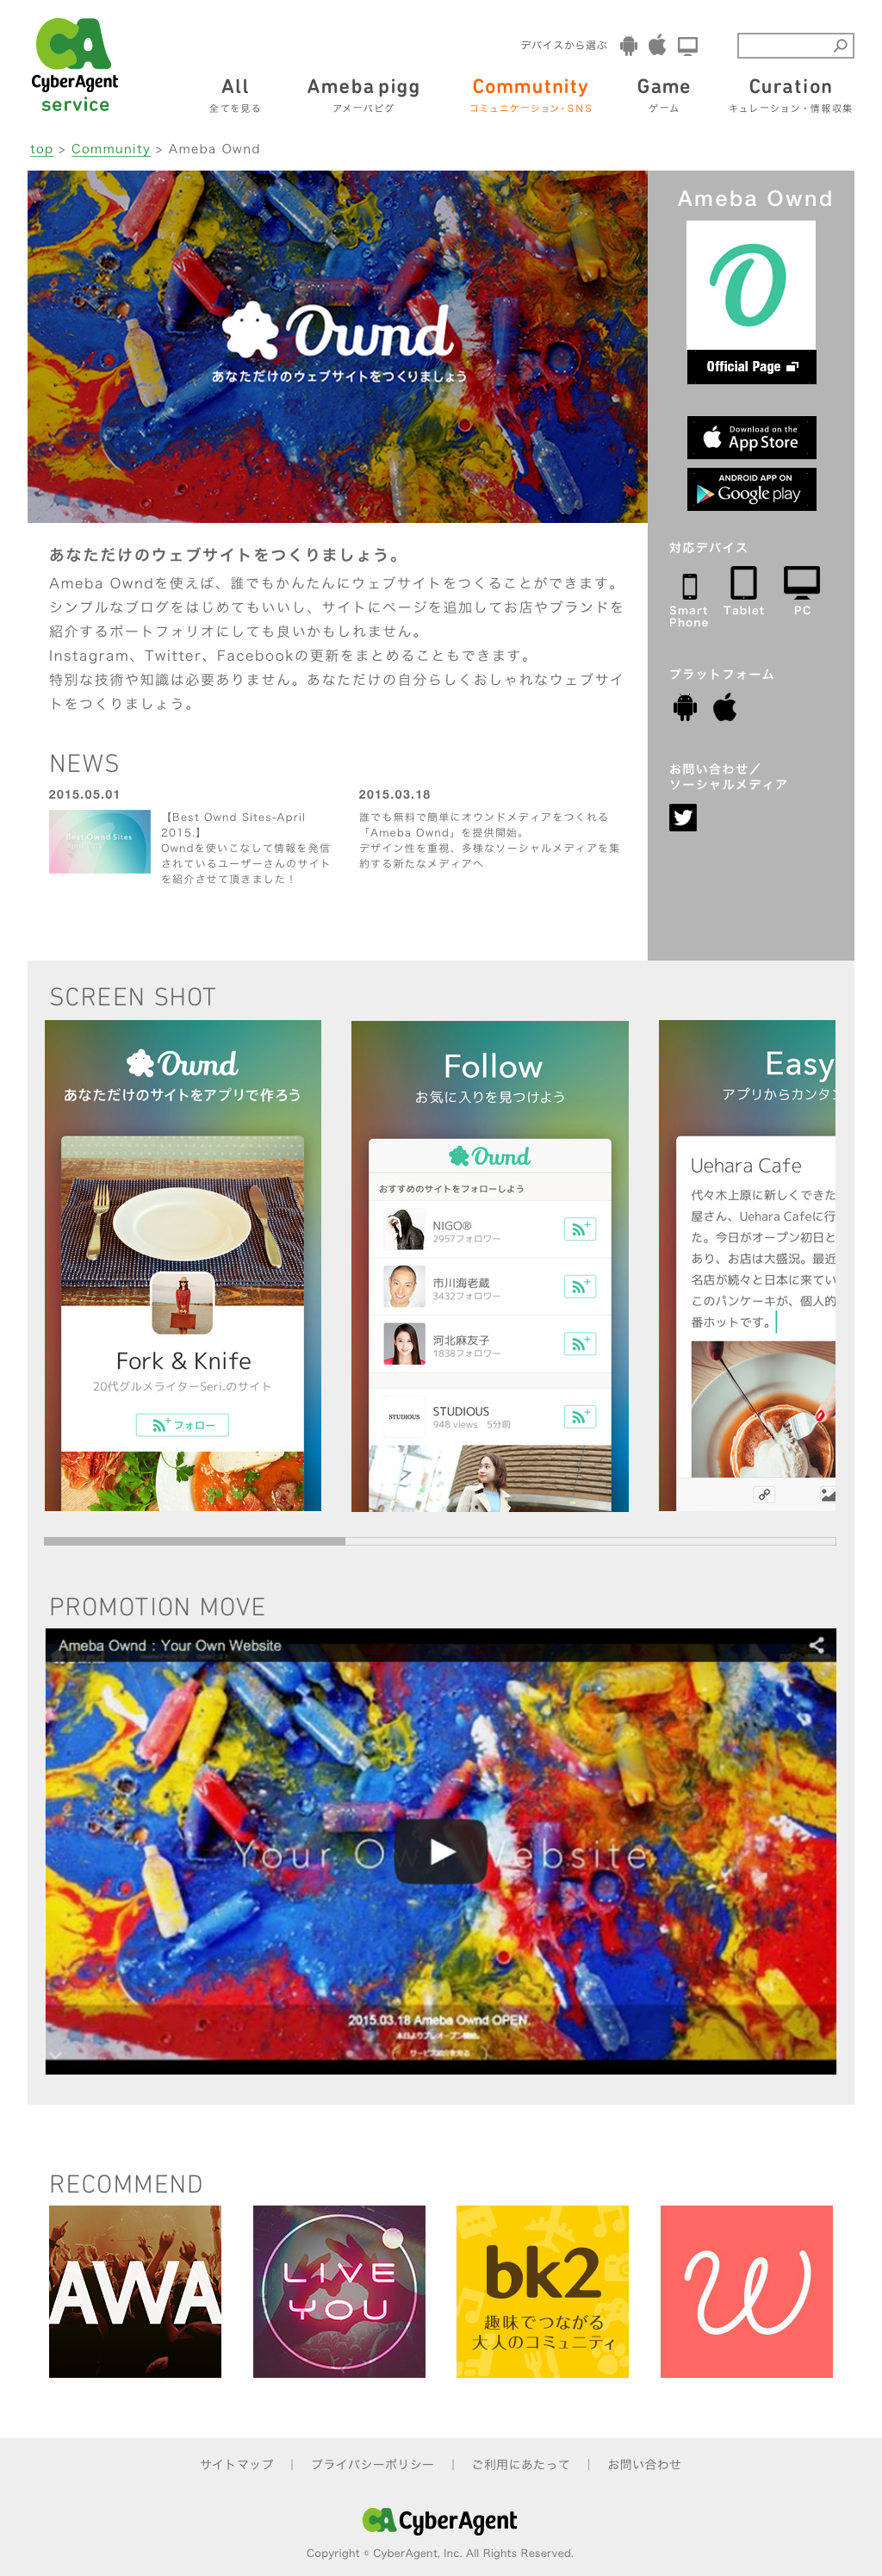 CyberAgent
service
デバイスから選ぶ
All
全てを見る
Ameba pigg
アメーバピグ
Commutnity
コミュニケーション・SNS
Game
ゲーム
Curation
キュレーション・情報収集
top > Community > Ameba Ownd
Ownd
あなただけのウェブサイトをつくりましょう
Ameba Ownd
O
Official Page
Download on the
App Store
ANDROID APP ON
Google play
対応デバイス
Smart
Phone
Tablet
PC
プラットフォーム
お問い合わせ／
ソーシャルメディア
あなただけのウェブサイトをつくりましょう。
Ameba Owndを使えば、誰でもかんたんにウェブサイトをつくることができます。
シンプルなブログをはじめてもいいし、サイトにページを追加してお店やブランドを
紹介するポートフォリオにしても良いかもしれません。
Instagram、Twitter、Facebookの更新をまとめることもできます。
特別な技術や知識は必要ありません。あなただけの自分らしくおしゃれなウェブサイ
トをつくりましょう。
NEWS
2015.05.01
Best Ownd Sites
【Best Ownd Sites-April
2015.】
Owndを使いこなして情報を発信
されているユーザーさんのサイト
を紹介させて頂きました！
2015.03.18
誰でも無料で簡単にオウンドメディアをつくれる
「Ameba Ownd」を提供開始。
デザイン性を重視、多様なソーシャルメディアを集
約する新たなメディアへ
SCREEN SHOT
Ownd
あなただけのサイトをアプリで作ろう
Fork & Knife
20代グルメライターSeri.のサイト
フォロー
Follow
お気に入りを見つけよう
Ownd
おすすめのサイトをフォローしよう
NIGO®
2957フォロワー
市川海老蔵
3432フォロワー
河北麻友子
1838フォロワー
STUDIOUS
STUDIOUS
948 views 5分前
Easy
アプリからカンタン
Uehara Cafe
代々木上原に新しくできた
屋さん、Uehara Cafeに行
た。今日がオープン初日と
あり、お店は大盛況。最近
名店が続々と日本に来てい
このパンケーキが、個人的
番ホットです。
PROMOTION MOVE
Ameba Ownd : Your Own Website
Your Own Website
2015.03.18 Ameba Ownd OPEN.
本日よりプレオープン開始。
サービス紹介を見る
RECOMMEND
AWA
LIVE
YOU
bk2
趣味でつながる
大人のコミュニティ
W
サイトマップ | プライバシーポリシー | ご利用にあたって | お問い合わせ
CyberAgent
Copyright © CyberAgent, Inc. All Rights Reserved.